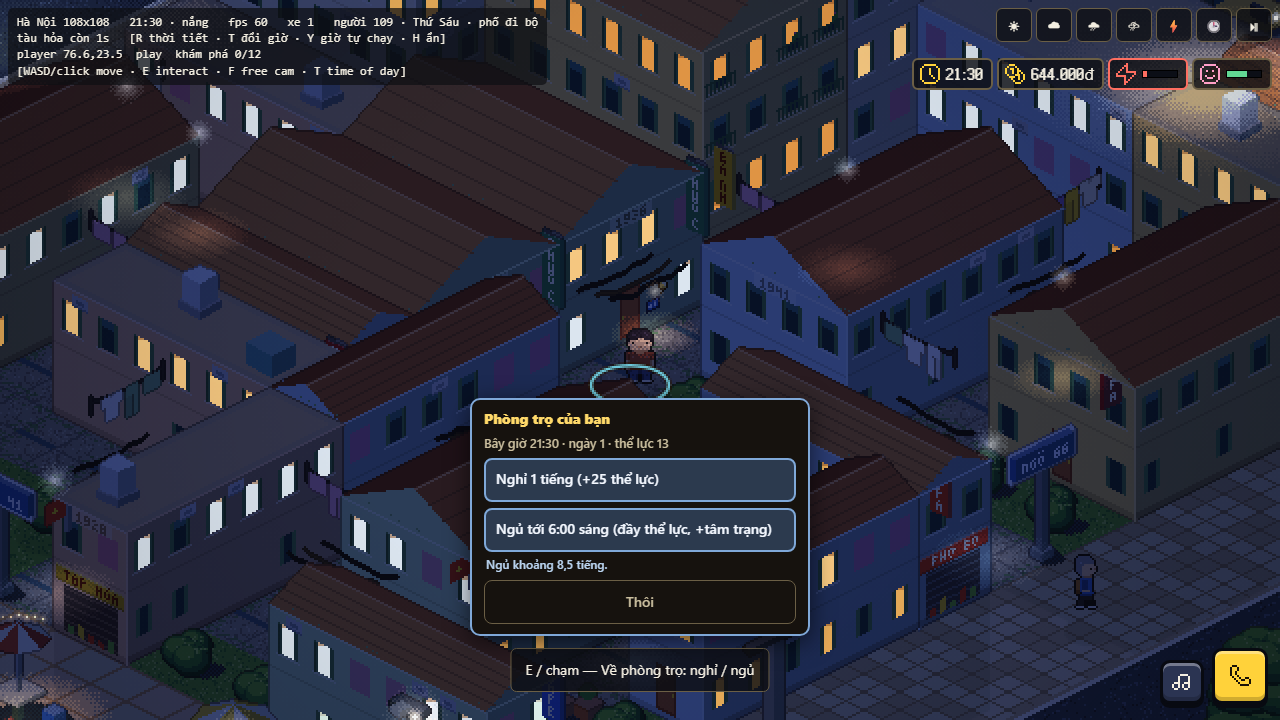 Hà Nội 108x108 21:30 · nắng fps 60 xe 1 người 109 · Thứ Sáu · phố đi bộ
tàu hỏa còn 1s [R thời tiết · T đổi giờ · Y giờ tự chạy · H ẩn]
player 76.6,23.5 play khám phá 0/12
[WASD/click move · E interact · F free cam · T time of day]
21:30
644.000đ
1938
1941
NGÕ 66
41
1928
TẠP HÓA
PHỞ BÒ
Phòng trọ của bạn
Bây giờ 21:30 · ngày 1 · thể lực 13
Nghỉ 1 tiếng (+25 thể lực)
Ngủ tới 6:00 sáng (đầy thể lực, +tâm trạng)
Ngủ khoảng 8,5 tiếng.
Thôi
E / chạm — Về phòng trọ: nghỉ / ngủ